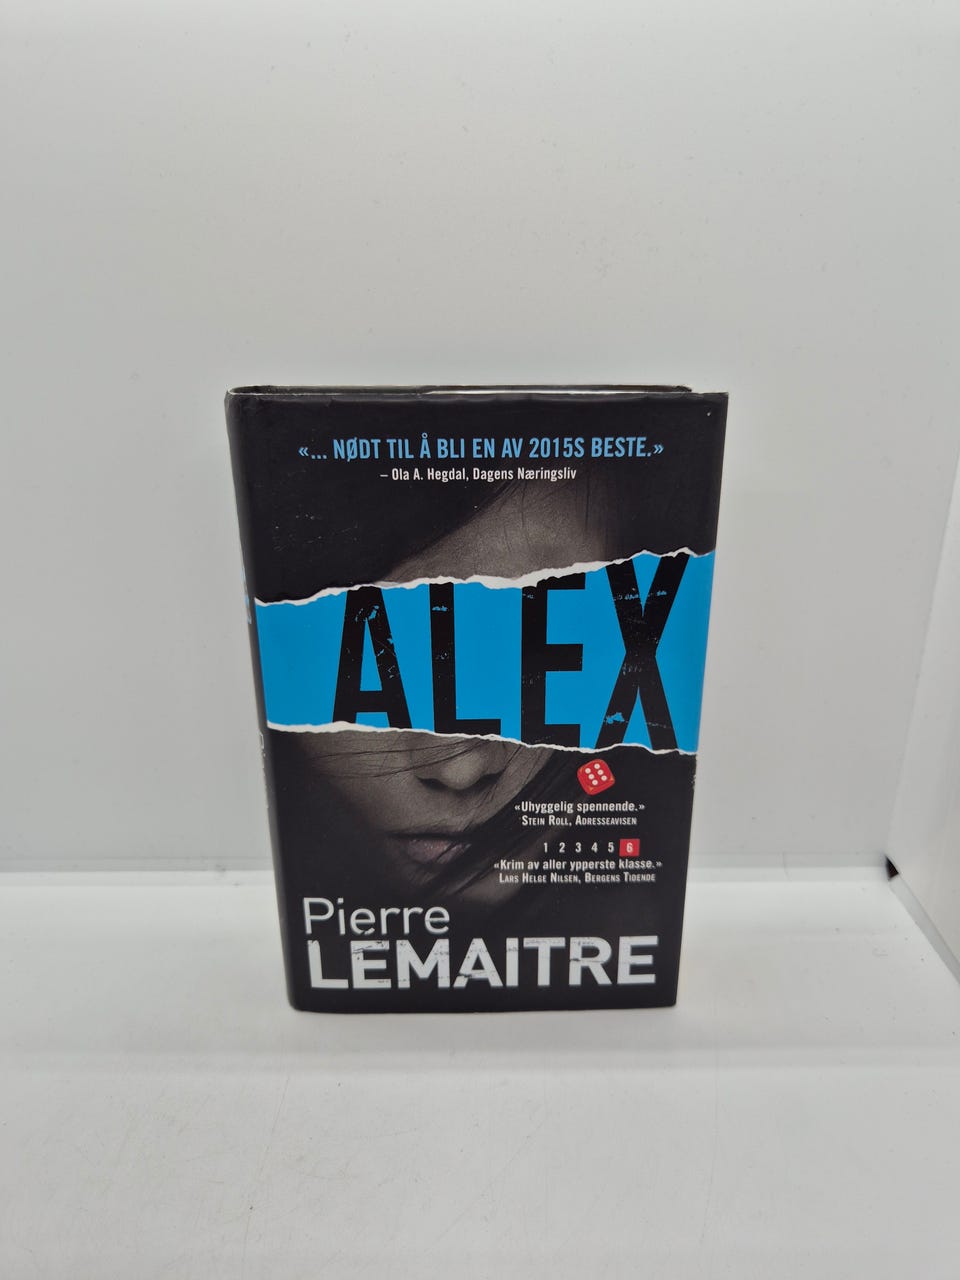 «... NØDT TIL Å BLI EN AV 2015S BESTE.»
– Ola A. Hegdal, Dagens Næringsliv
ALEX
«Uhyggelig spennende.»
STEIN ROLL, ADRESSEAVISEN
1 2 3 4 5 6
«Krim av aller ypperste klasse.»
LARS HELGE NILSEN, BERGENS TIDENDE
Pierre
LEMAITRE